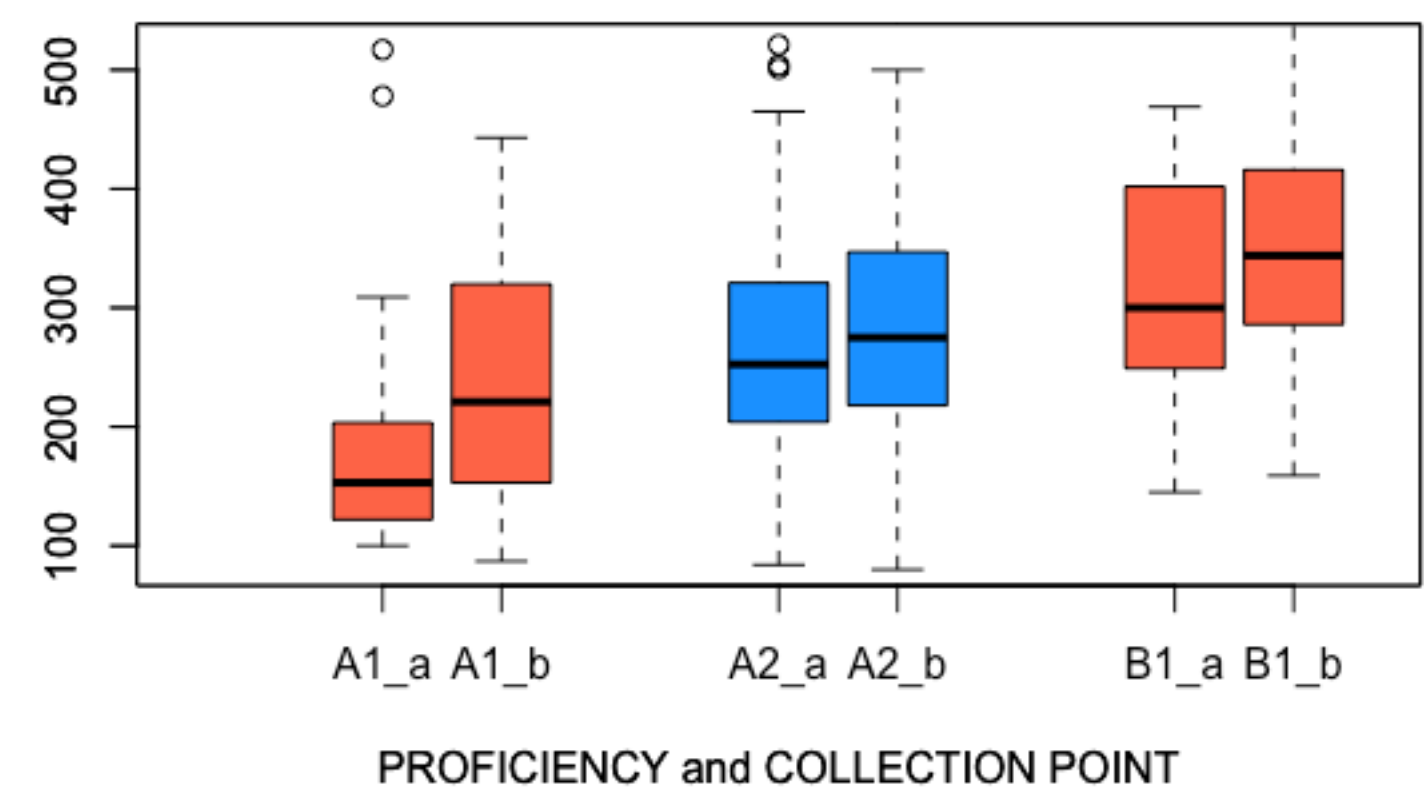 500
400
300
200
100
A1_a A1_b A2_a A2_b B1_a B1_b
PROFICIENCY and COLLECTION POINT